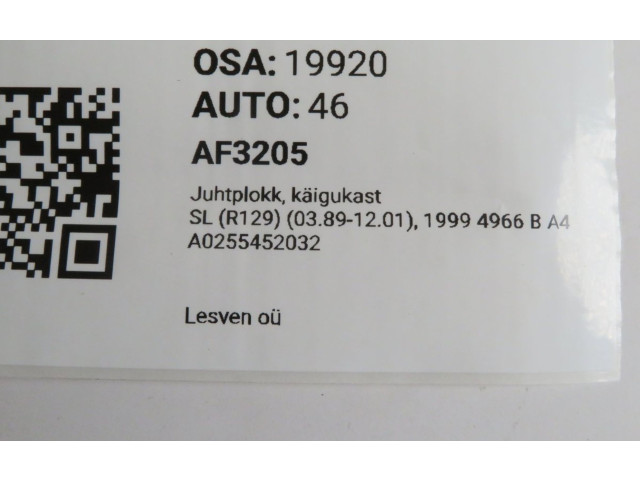 OSA: 19920
AUTO: 46
AF3205
Juhtplokk, käigukast
SL (R129) (03.89-12.01), 1999 4966 B A4
A0255452032
Lesven oü